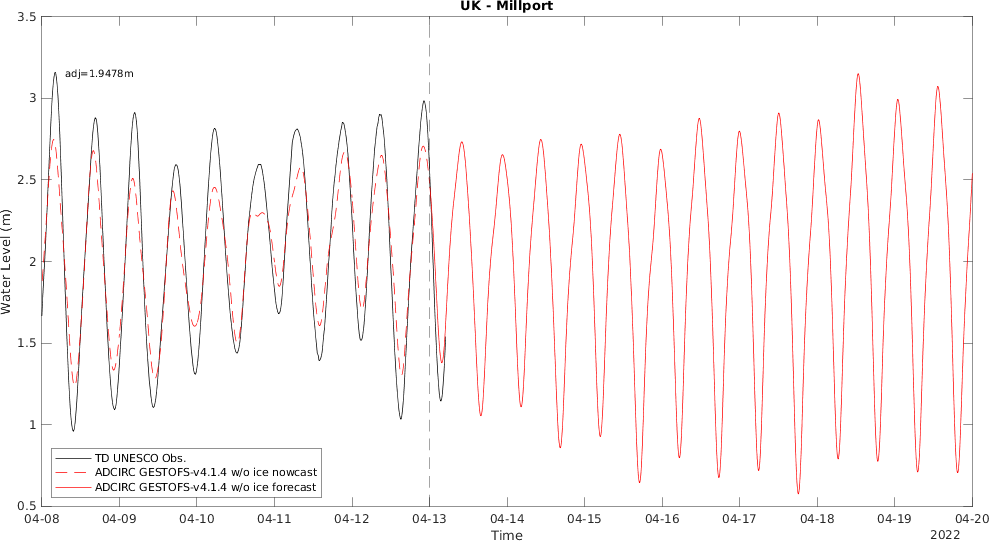 UK - Millport
3.5
3
2.5
2
1.5
1
0.5
Water Level (m)
adj=1.9478m
TD UNESCO Obs.
ADCIRC GESTOFS-v4.1.4 w/o ice nowcast
ADCIRC GESTOFS-v4.1.4 w/o ice forecast
04-08 04-09 04-10 04-11 04-12 04-13 04-14 04-15 04-16 04-17 04-18 04-19 04-20
Time
2022